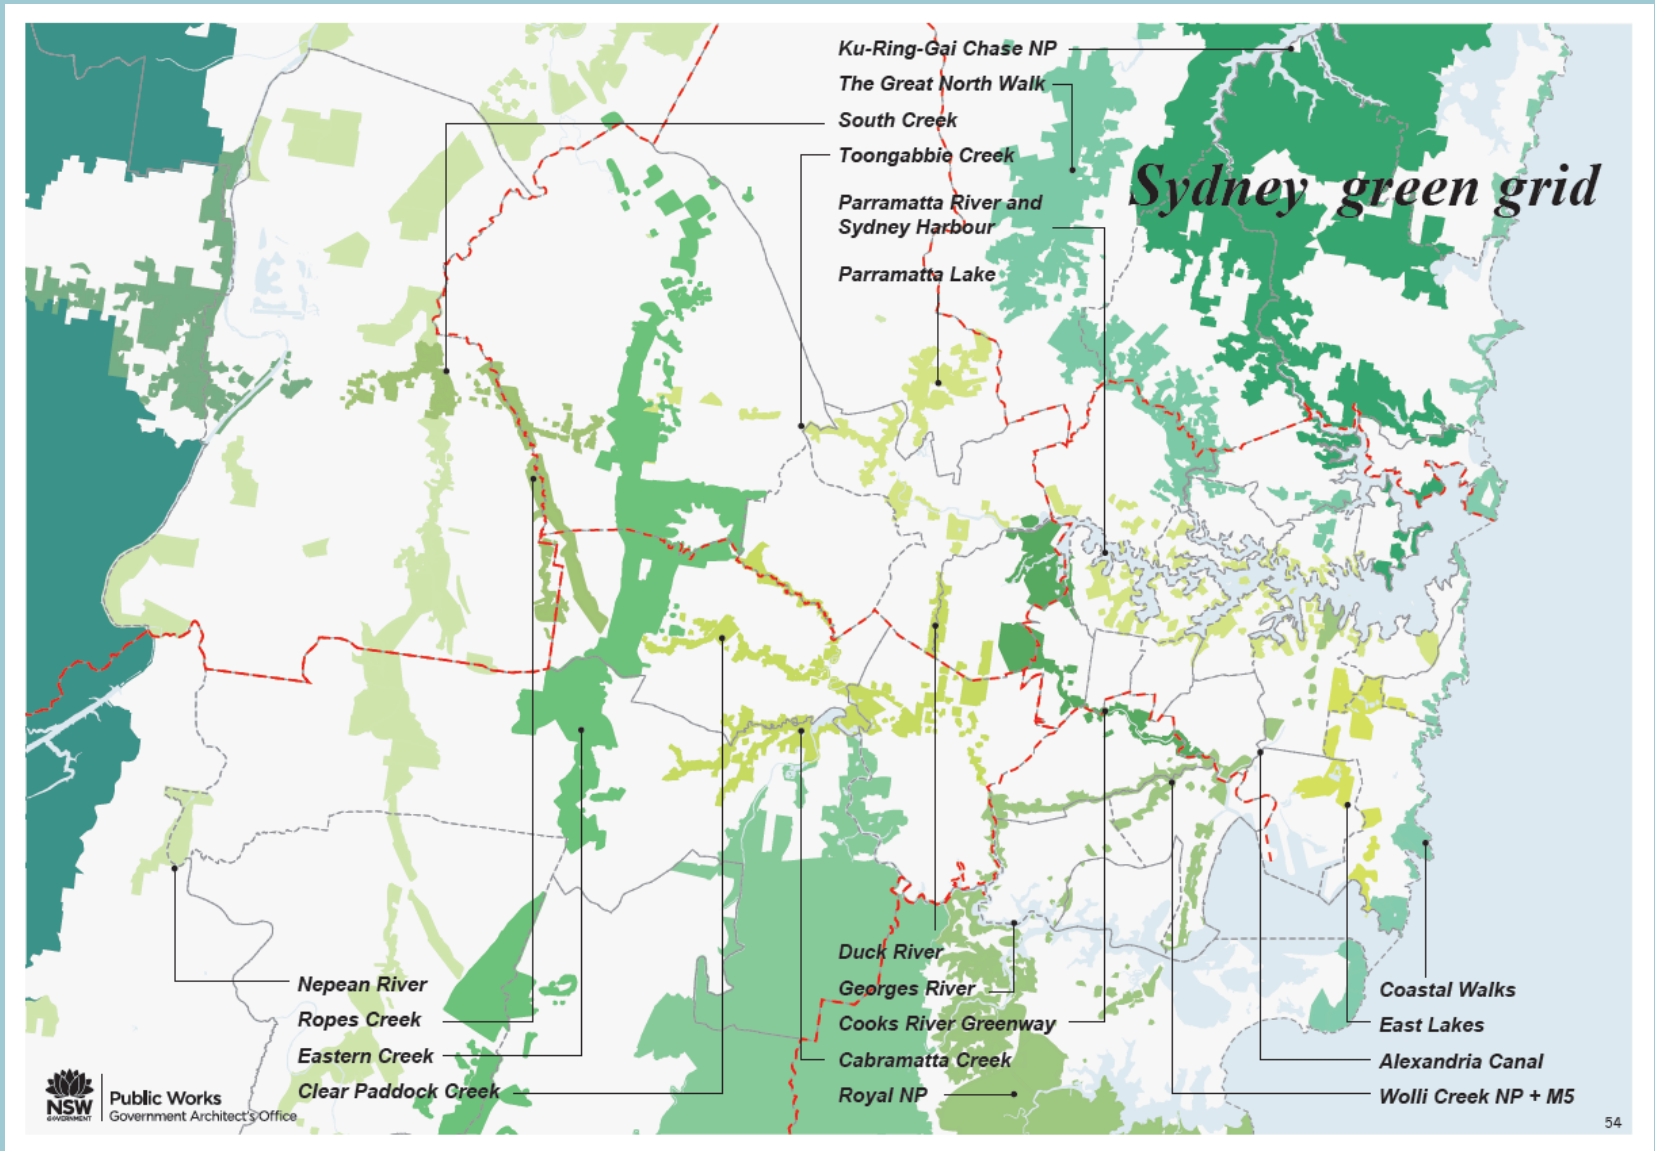 Ku-Ring-Gai Chase NP
The Great North Walk
South Creek
Toongabbie Creek
Parramatta River and
Sydney Harbour
Parramatta Lake
Sydney green grid
Nepean River
Ropes Creek
Eastern Creek
Clear Paddock Creek
Duck River
Georges River
Cooks River Greenway
Cabramatta Creek
Royal NP
Coastal Walks
East Lakes
Alexandria Canal
Wolli Creek NP + M5
NSW
GOVERNMENT
Public Works
Government Architect's Office
54